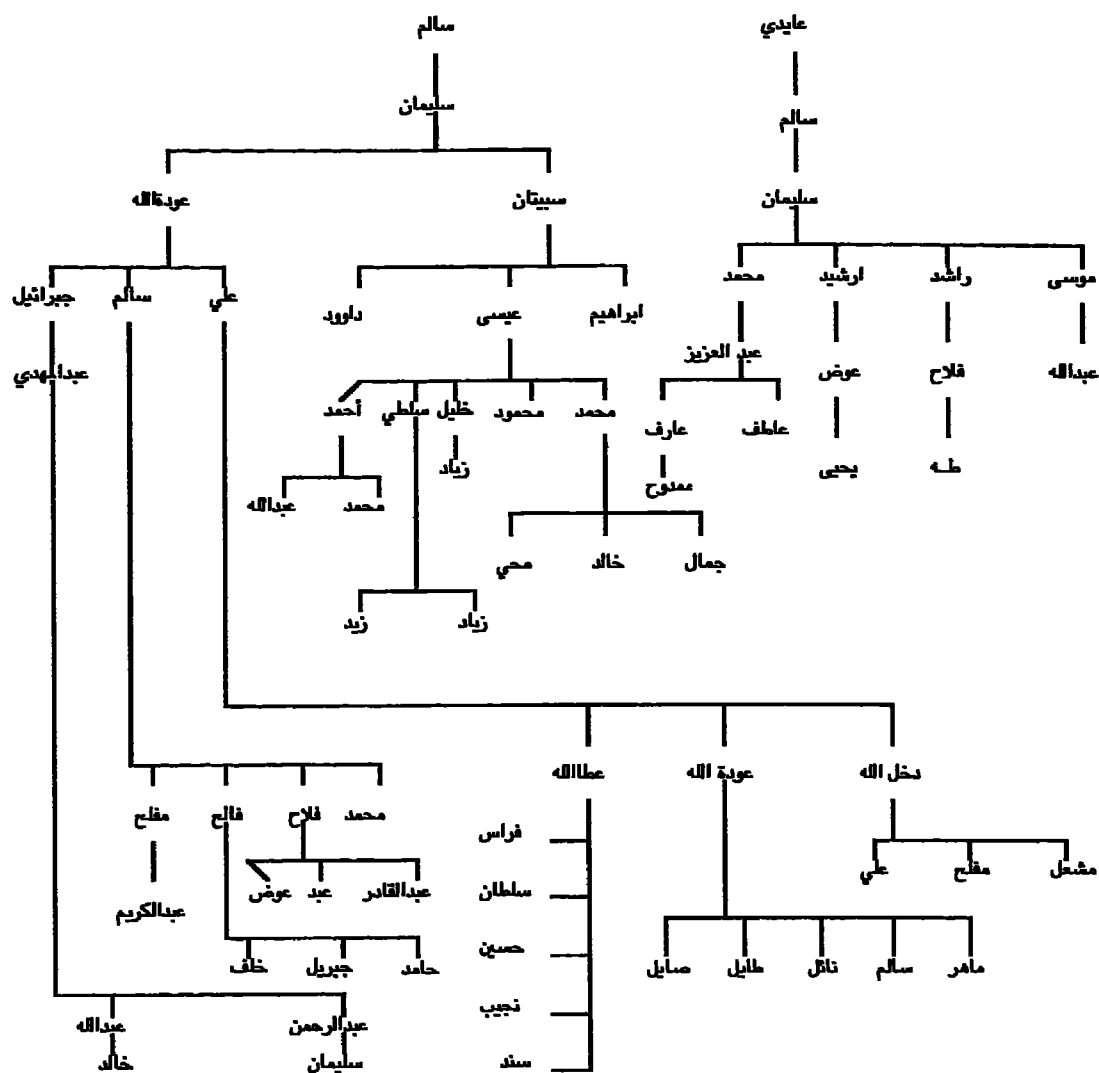 عايدي
سالم
سالم
سليمان
سليمان
سبيتان
عودةالله
موسى
راشد
ارشيد
محمد
ابراهيم
عيسى
داوود
علي
سالم
جبرائيل
عبدالله
فلاح
عوض
عبد العزيز
عبدالمهدي
عاطف
عارف
محمد
محمود
خليل
سلطي
أحمد
طه
يحيى
ممدوح
زياد
محمد
عبدالله
جمال
خالد
محي
زياد
زيد
دخل الله
عودة الله
عطاالله
محمد
فلاح
فالح
مفلح
فراس
مشعل
مفلح
علي
سلطان
عبدالقادر
عبد
عوض
عبدالكريم
حسين
ماهر
سالم
نائل
طايل
صايل
حامد
جبريل
خلف
نجيب
عبدالرحمن
عبدالله
سند
سليمان
خالد